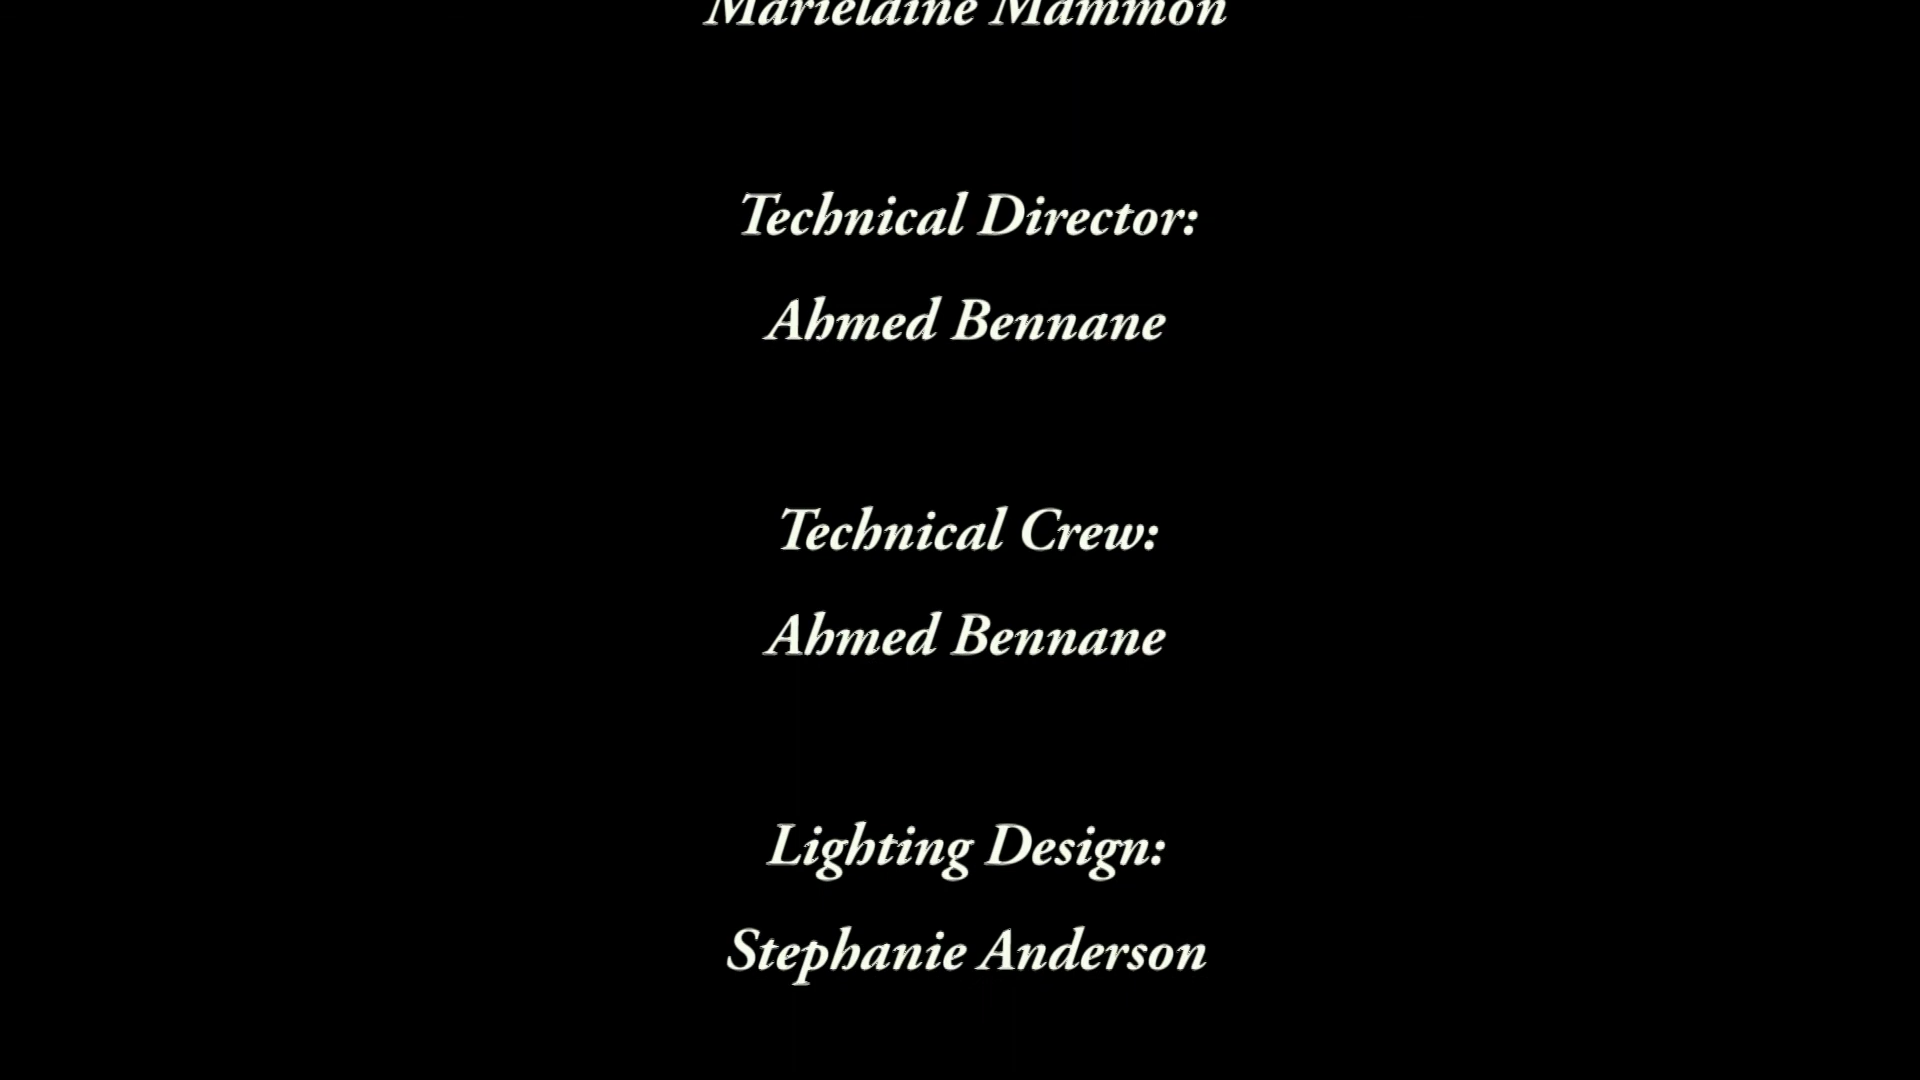 Marielaine Mammon
Technical Director:
Ahmed Bennane
Technical Crew:
Ahmed Bennane
Lighting Design:
Stephanie Anderson